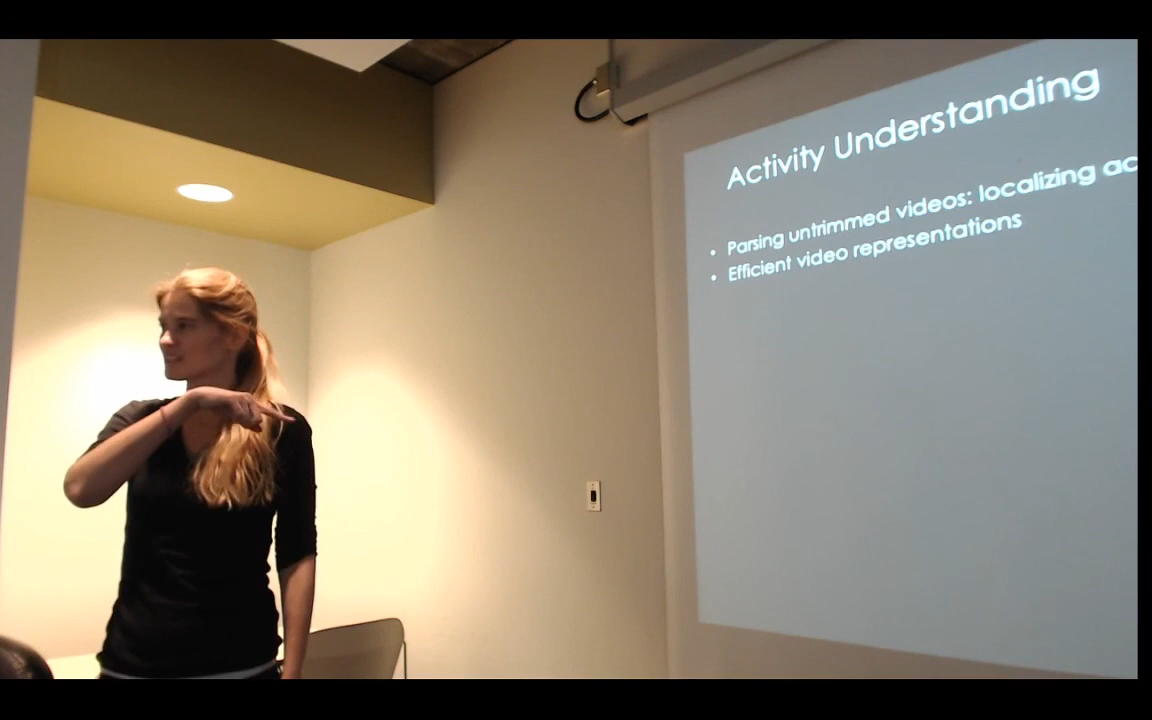 Activity Understanding
• Parsing untrimmed videos: localizing ac
• Efficient video representations